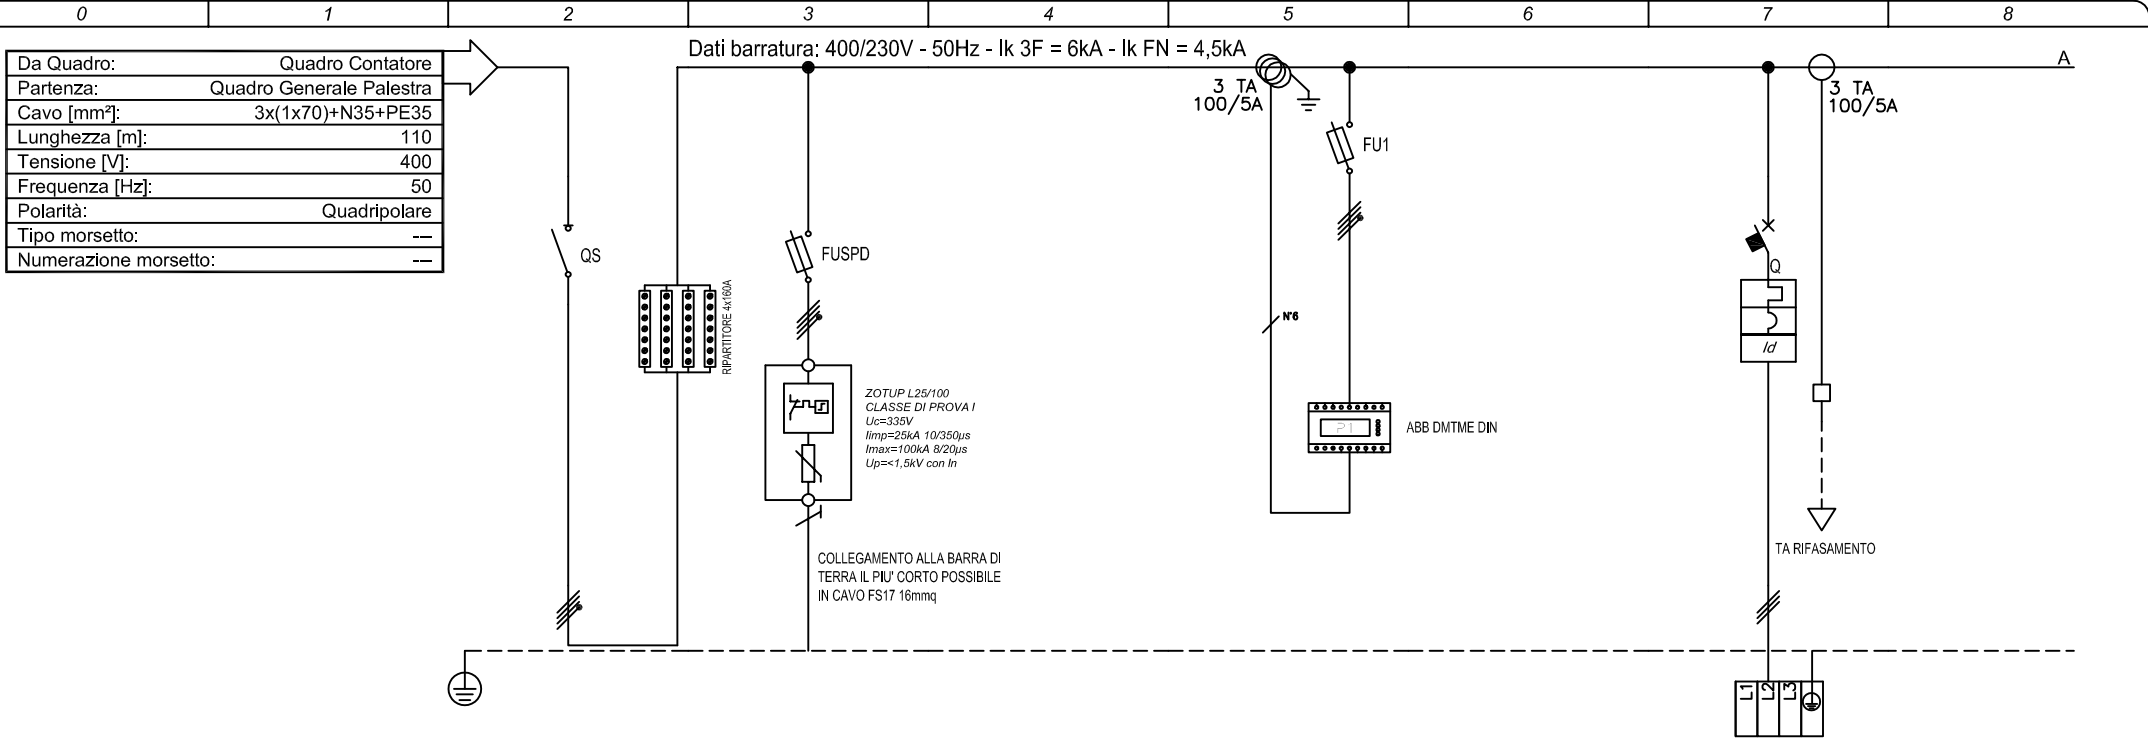 0 1 2 3 4 5 6 7 8
Da Quadro: Quadro Contatore
Partenza: Quadro Generale Palestra
Cavo [mm²]: 3x(1x70)+N35+PE35
Lunghezza [m]: 110
Tensione [V]: 400
Frequenza [Hz]: 50
Polarità: Quadripolare
Tipo morsetto: ---
Numerazione morsetto: ---
Dati barratura: 400/230V - 50Hz - Ik 3F = 6kA - Ik FN = 4,5kA
A
QS
RIPARTITORE 4x160A
FUSPD
ZOTUP L25/100
CLASSE DI PROVA I
Uc=335V
Iimp=25kA 10/350µs
Imax=100kA 8/20µs
Up=<1,5kV con In
COLLEGAMENTO ALLA BARRA DI
TERRA IL PIU' CORTO POSSIBILE
IN CAVO FS17 16mmq
3 TA
100/5A
FU1
N°6
P1
ABB DMTME DIN
Q
Id
3 TA
100/5A
TA RIFASAMENTO
L1
L2
L3